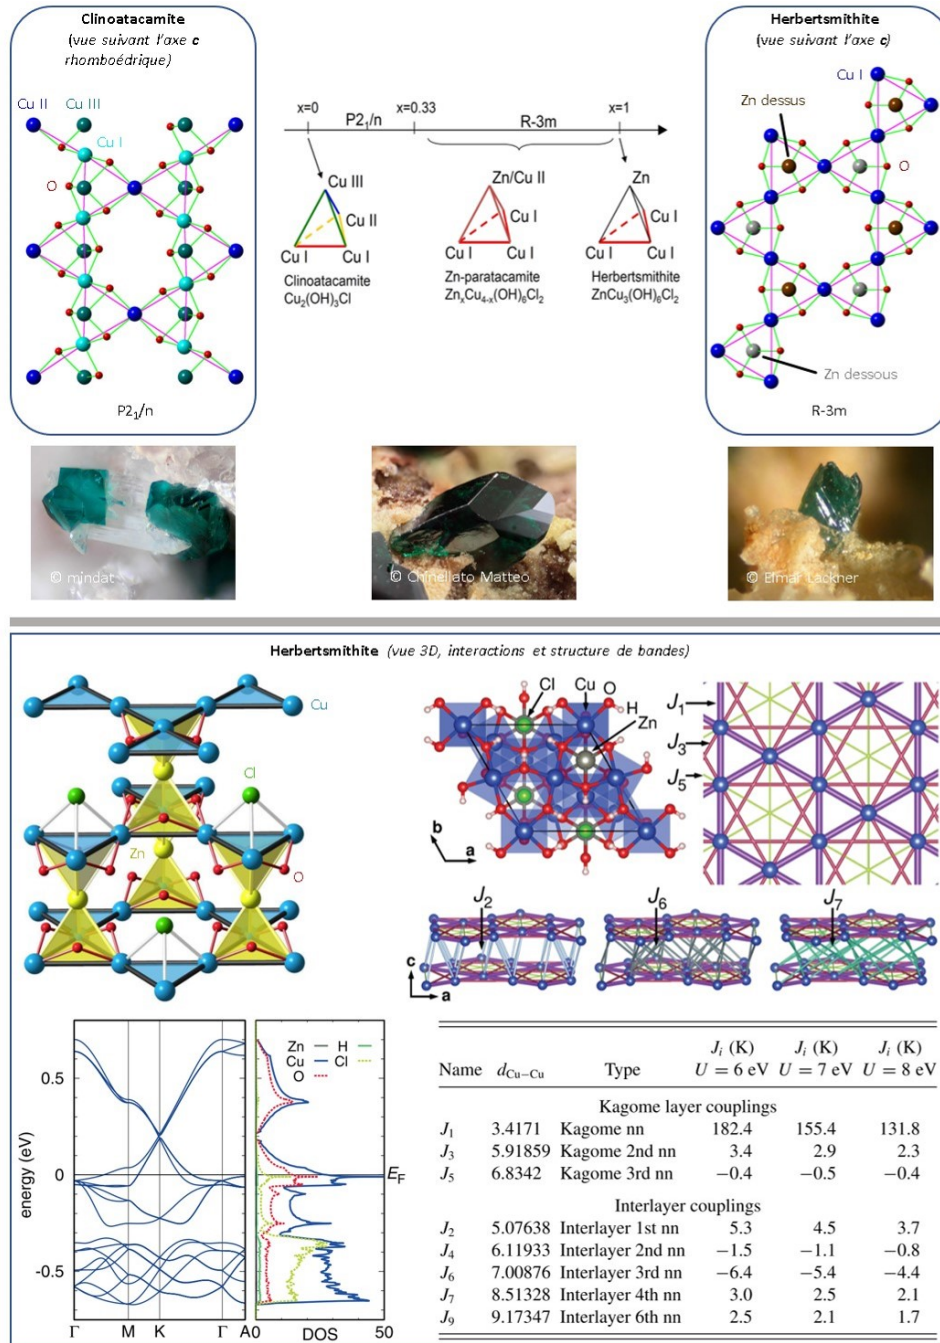 Clinoatacamite
(vue suivant l'axe c
rhomboédrique)
Cu II
Cu III
Cu I
O
P2₁/n
x=0
x=0.33
x=1
P2₁/n
R-3m
Cu III
Cu II
Cu I
Cu I
Clinoatacamite
Cu₂(OH)₃Cl
Zn/Cu II
Cu I
Cu I
Cu I
Zn-paratacamite
ZnₓCu₄₋ₓ(OH)₆Cl₂
Zn
Cu I
Cu I
Cu I
Herbertsmithite
ZnCu₃(OH)₆Cl₂
Herbertsmithite
(vue suivant l'axe c)
Cu I
Zn dessus
O
Zn dessous
R-3m
© mindat
© Chinellato Matteo
© Elmar Lackner
Herbertsmithite (vue 3D, interactions et structure de bandes)
Cu
Cl
Zn
O
Cl
Cu
O
H
Zn
b
a
J₁
J₃
J₅
J₂
J₆
J₇
c
a
energy (eV)
0.5
0
-0.5
Γ M K Γ A
Zn H
Cu Cl
O
E_F
0 DOS 50
Jᵢ (K) Jᵢ (K) Jᵢ (K)
Name d_Cu−Cu Type U = 6 eV U = 7 eV U = 8 eV
Kagome layer couplings
J₁ 3.4171 Kagome nn 182.4 155.4 131.8
J₃ 5.91859 Kagome 2nd nn 3.4 2.9 2.3
J₅ 6.8342 Kagome 3rd nn −0.4 −0.5 −0.4
Interlayer couplings
J₂ 5.07638 Interlayer 1st nn 5.3 4.5 3.7
J₄ 6.11933 Interlayer 2nd nn −1.5 −1.1 −0.8
J₆ 7.00876 Interlayer 3rd nn −6.4 −5.4 −4.4
J₇ 8.51328 Interlayer 4th nn 3.0 2.5 2.1
J₉ 9.17347 Interlayer 6th nn 2.5 2.1 1.7